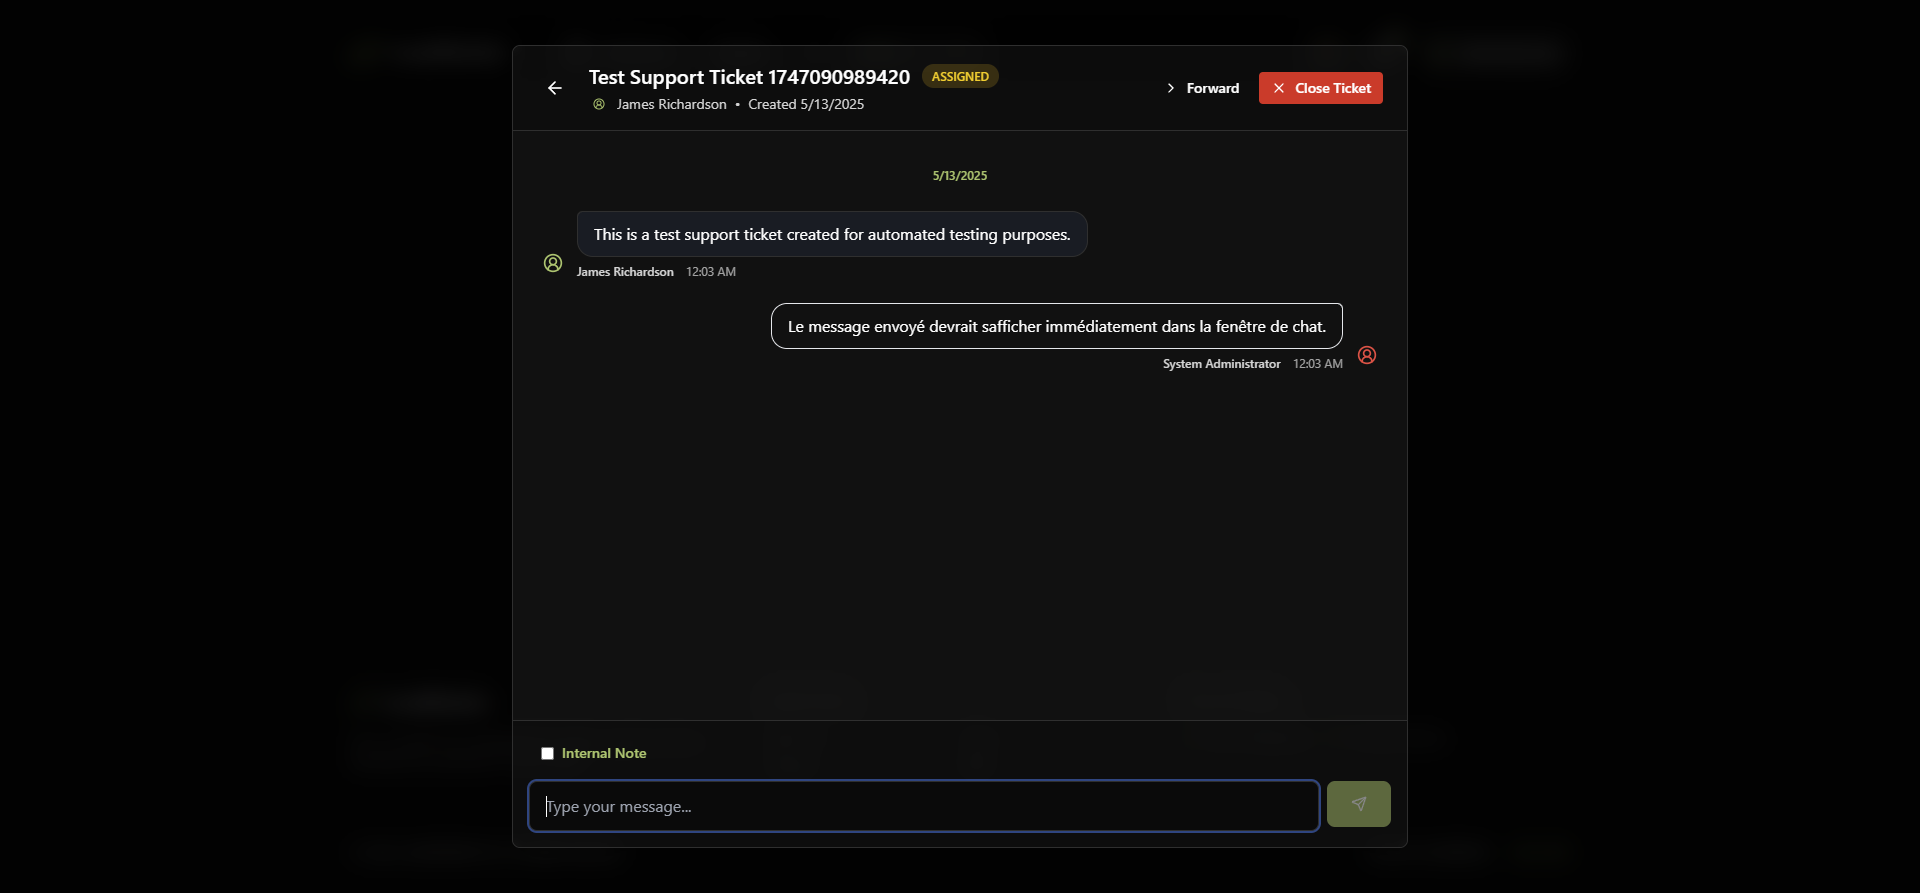 Test Support Ticket 1747090989420 ASSIGNED
James Richardson • Created 5/13/2025
Forward
Close Ticket
5/13/2025
This is a test support ticket created for automated testing purposes.
James Richardson 12:03 AM
Le message envoyé devrait safficher immédiatement dans la fenêtre de chat.
System Administrator 12:03 AM
Internal Note
Type your message...